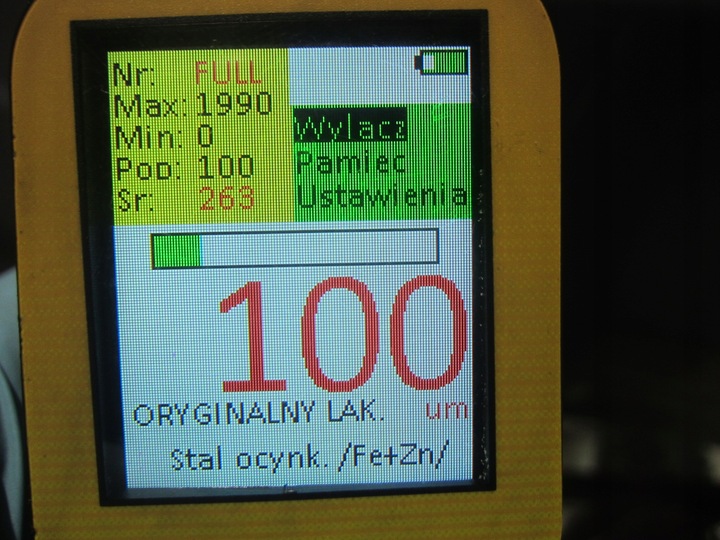 Nr: FULL
Max: 1990
Min: 0
Pop: 100
Sr: 263
Wylacz
Pamiec
Ustawienia
100
ORYGINALNY LAK. um
Stal ocynk. /Fe+Zn/